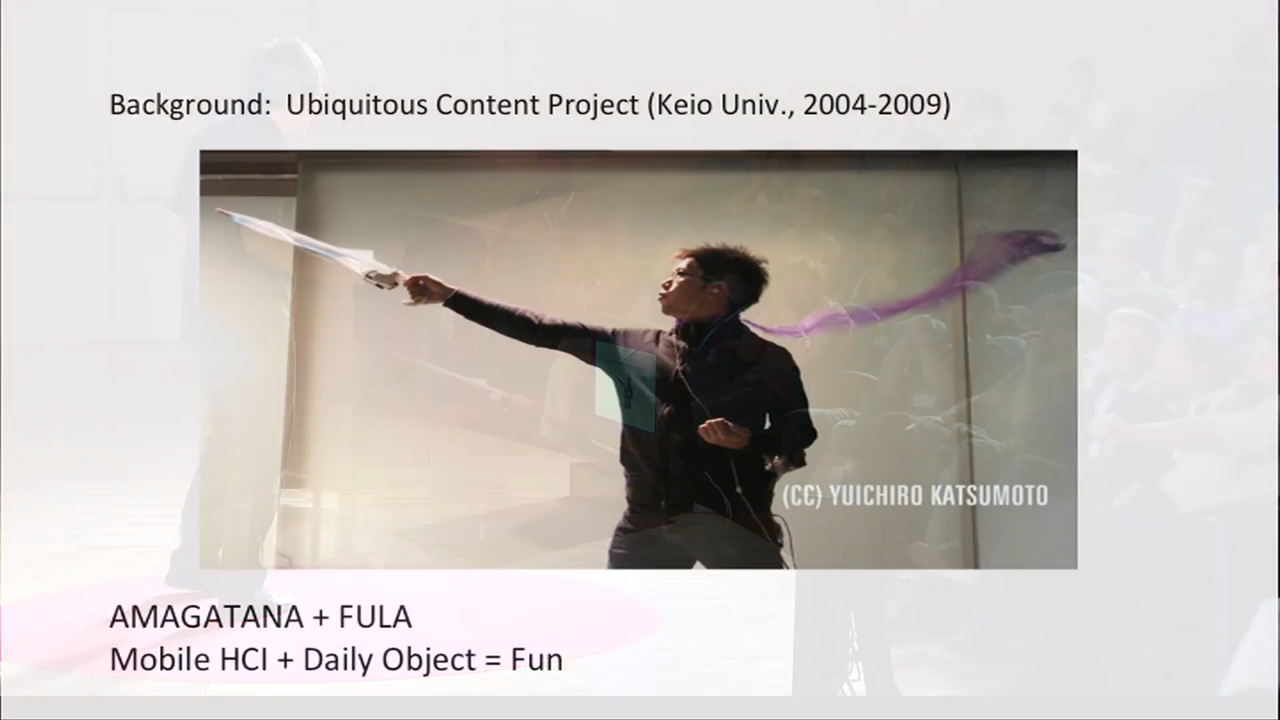 Background:  Ubiquitous Content Project (Keio Univ., 2004-2009)
(CC) YUICHIRO KATSUMOTO
AMAGATANA + FULA
Mobile HCI + Daily Object = Fun